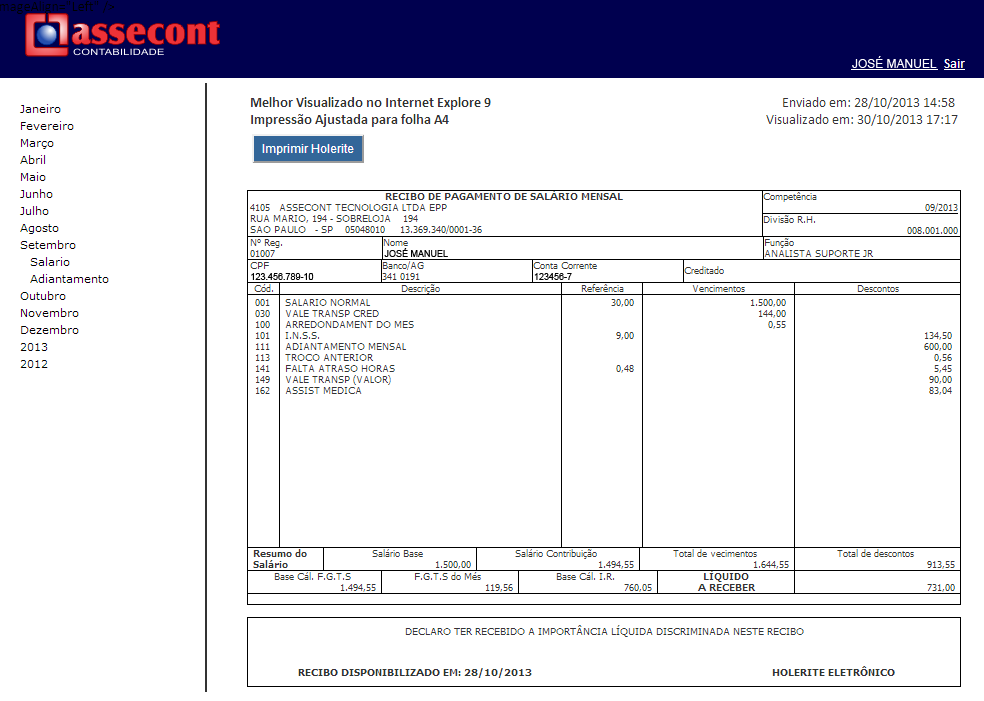 assecont
CONTABILIDADE
JOSÉ MANUEL Sair
Janeiro
Fevereiro
Março
Abril
Maio
Junho
Julho
Agosto
Setembro
Salario
Adiantamento
Outubro
Novembro
Dezembro
2013
2012
Melhor Visualizado no Internet Explore 9
Impressão Ajustada para folha A4
Enviado em: 28/10/2013 14:58
Visualizado em: 30/10/2013 17:17
Imprimir Holerite
RECIBO DE PAGAMENTO DE SALÁRIO MENSAL
4105 ASSECONT TECNOLOGIA LTDA EPP
RUA MARIO, 194 - SOBRELOJA 194
SAO PAULO - SP 05048010 13.369.340/0001-36
Competência
09/2013
Divisão R.H.
008.001.000
Nº Reg.
01007
Nome
JOSÉ MANUEL
Função
ANALISTA SUPORTE JR
CPF
123.456.789-10
Banco/AG
341 0191
Conta Corrente
123456-7
Creditado
Cód. Descrição Referência Vencimentos Descontos
001 SALARIO NORMAL 30,00 1.500,00
030 VALE TRANSP CRED 144,00
100 ARREDONDAMENT DO MES 0,55
101 I.N.S.S. 9,00 134,50
111 ADIANTAMENTO MENSAL 600,00
113 TROCO ANTERIOR 0,56
141 FALTA ATRASO HORAS 0,48 5,45
149 VALE TRANSP (VALOR) 90,00
162 ASSIST MEDICA 83,04
Resumo do
Salário
Salário Base
1.500,00
Salário Contribuição
1.494,55
Total de vecimentos
1.644,55
Total de descontos
913,55
Base Cál. F.G.T.S
1.494,55
F.G.T.S do Més
119,56
Base Cál. I.R.
760,05
LÍQUIDO
A RECEBER
731,00
DECLARO TER RECEBIDO A IMPORTÂNCIA LÍQUIDA DISCRIMINADA NESTE RECIBO
RECIBO DISPONIBILIZADO EM: 28/10/2013 HOLERITE ELETRÔNICO